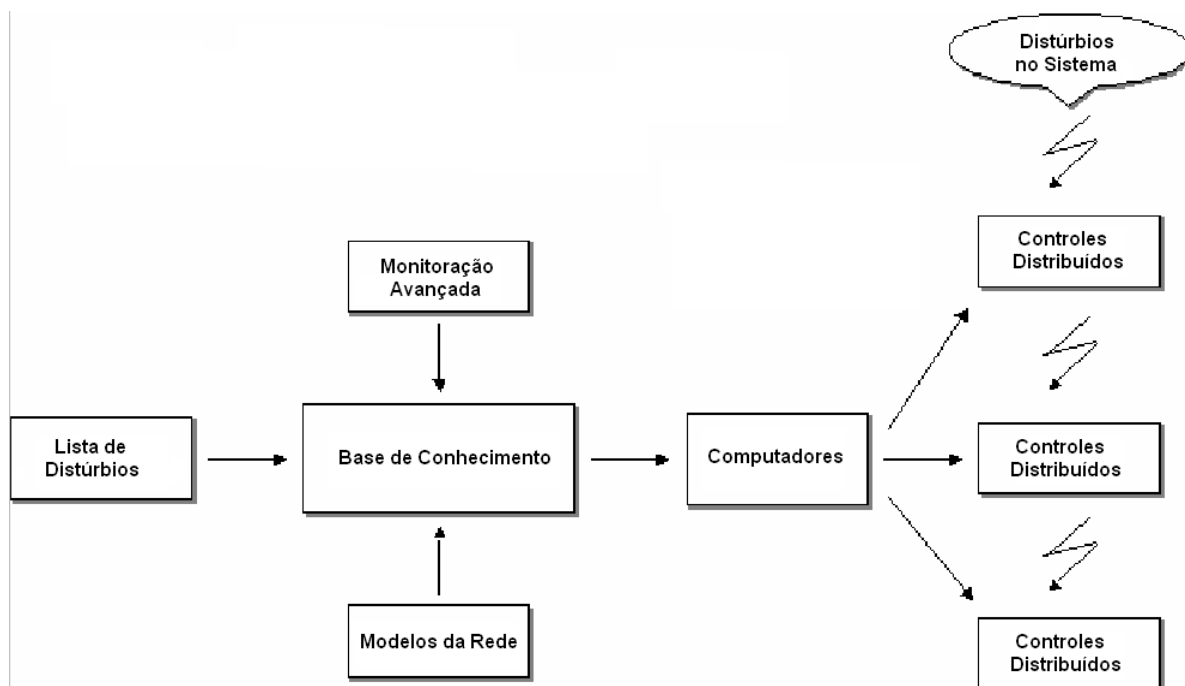 Distúrbios
no Sistema
Controles
Distribuídos
Monitoração
Avançada
Lista de
Distúrbios
Base de Conhecimento
Computadores
Controles
Distribuídos
Modelos da Rede
Controles
Distribuídos